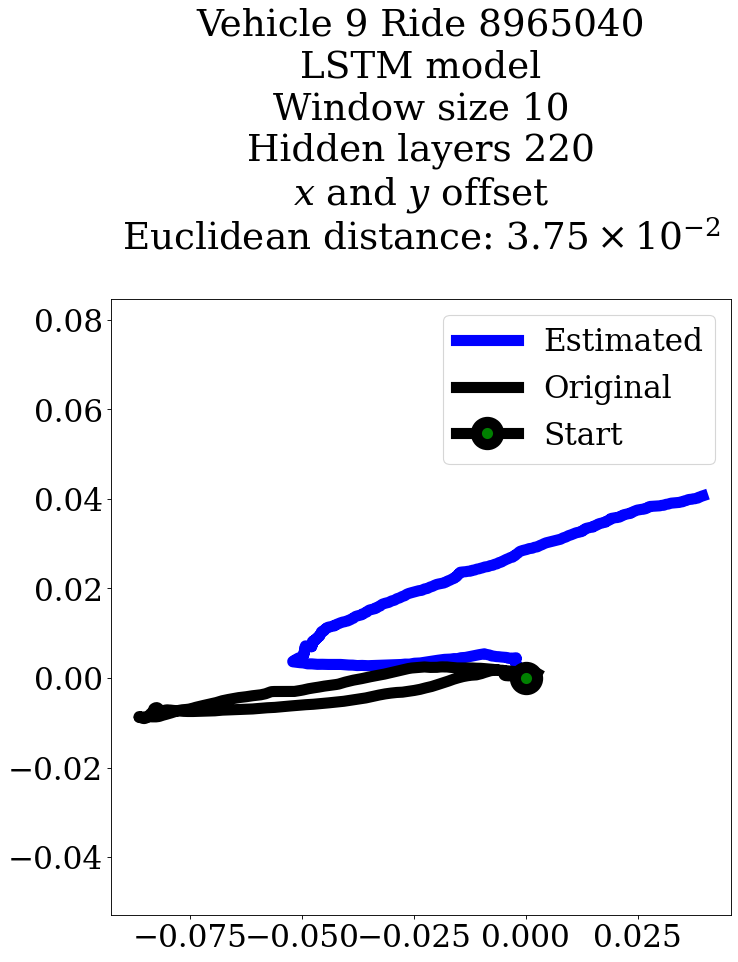 Vehicle 9 Ride 8965040
LSTM model
Window size 10
Hidden layers 220
x and y offset
Euclidean distance: 3.75 × 10⁻²
0.08
0.06
0.04
0.02
0.00
−0.02
−0.04
Estimated
Original
Start
−0.075 −0.050 −0.025 0.000 0.025